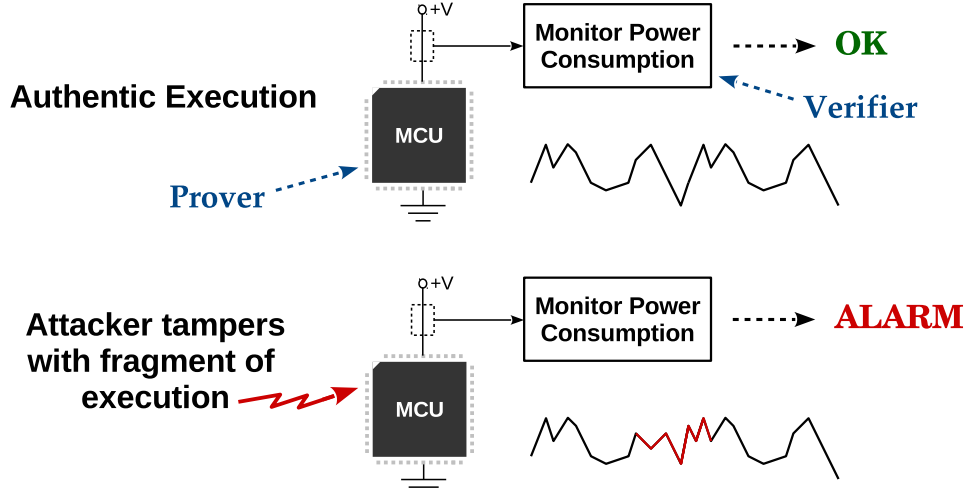 +V
Monitor Power
Consumption
OK
Authentic Execution
MCU
Verifier
Prover
+V
Monitor Power
Consumption
ALARM
Attacker tampers
with fragment of
execution
MCU